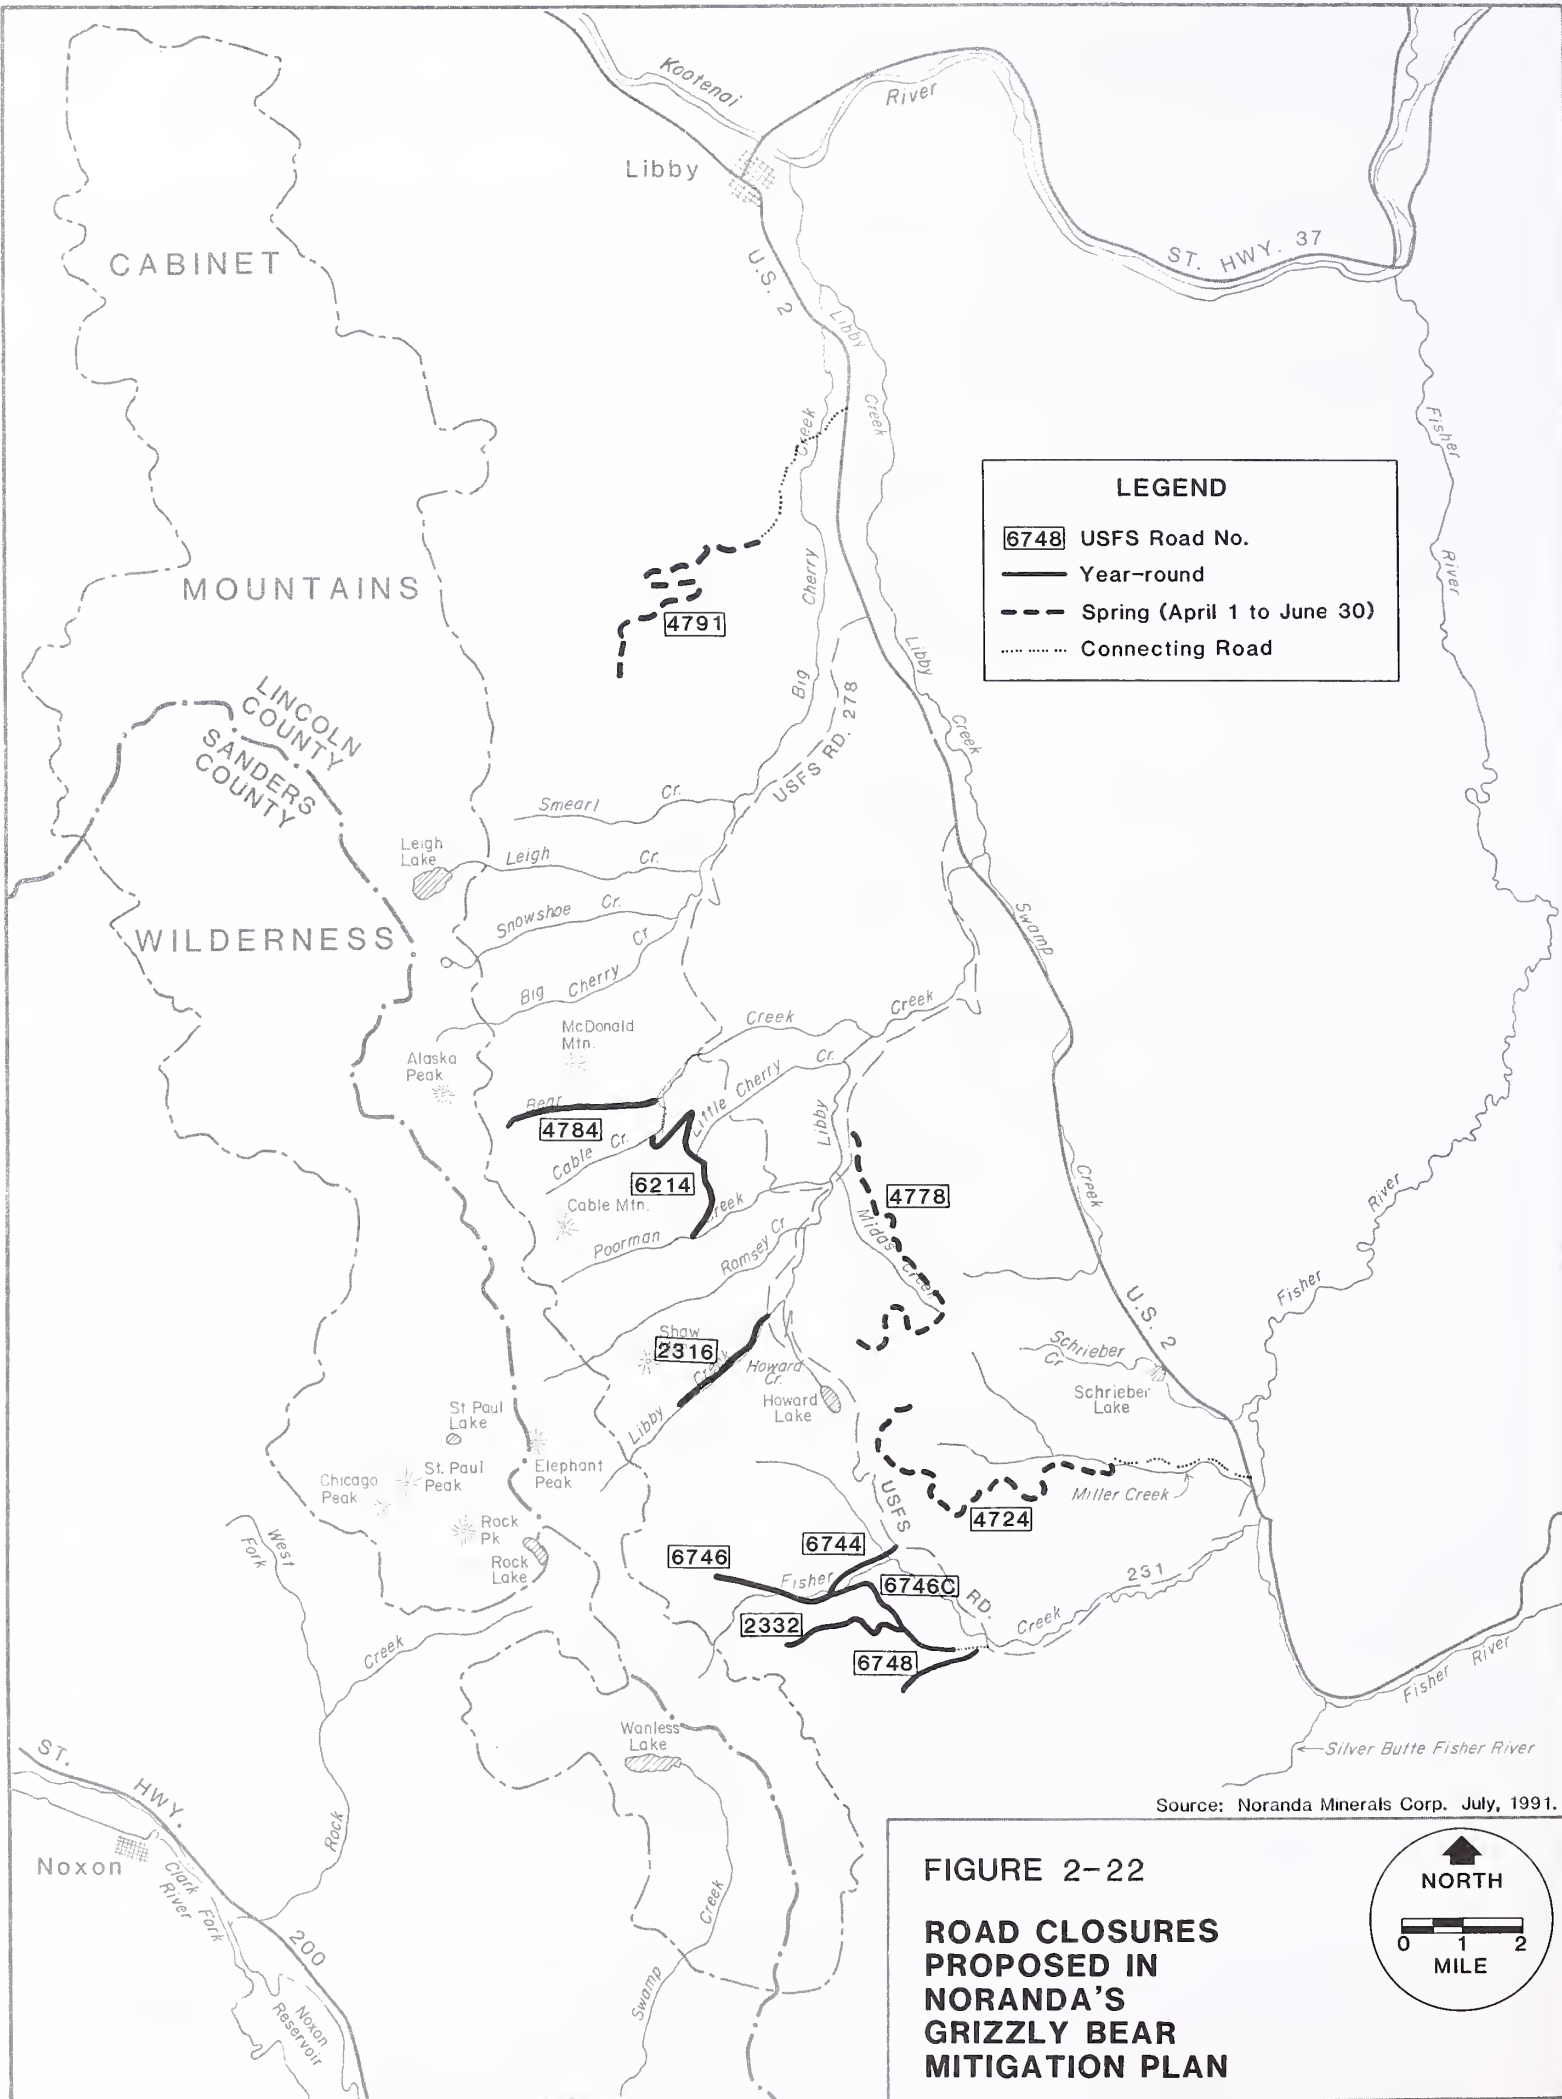 Kootenai
River
Libby
ST. HWY. 37
CABINET
U.S. 2
Libby
Creek
Creek
Fisher
LEGEND
6748 USFS Road No.
Year-round
Spring (April 1 to June 30)
Connecting Road
River
Cherry
MOUNTAINS
4791
Libby
Big
Creek
LINCOLN
COUNTY
SANDERS
COUNTY
USFS RD. 278
Smearl Cr.
Leigh
Lake
Leigh Cr.
Snowshoe Cr.
Swamp
WILDERNESS
Big Cherry Cr
Creek
Creek
McDonald
Mtn.
Alaska
Peak
Little Cherry Cr.
Bear
4784
Cable Cr.
Libby
6214
4778
Creek
Cable Mtn.
Creek
River
Midas
Creek
Poorman
Ramsey Cr
Fisher
U.S. 2
Shaw
2316
Creek
Howard
Cr.
Howard
Lake
Schrieber
Cr
Schrieber
Lake
Libby
St Paul
Lake
Elephant
Peak
St. Paul
Peak
Chicago
Peak
Miller Creek
USFS
4724
Rock
Pk
Rock
Lake
West
Fork
6744
6746
Fisher
6746C
RD.
231
Creek
2332
6748
Creek
Fisher River
Wanless
Lake
Silver Butte Fisher River
ST. HWY.
200
Source: Noranda Minerals Corp. July, 1991.
Rock
Noxon
Clark
Fork
River
Creek
Swamp
Noxon
Reservoir
FIGURE 2-22
ROAD CLOSURES
PROPOSED IN
NORANDA'S
GRIZZLY BEAR
MITIGATION PLAN
NORTH
0 1 2
MILE